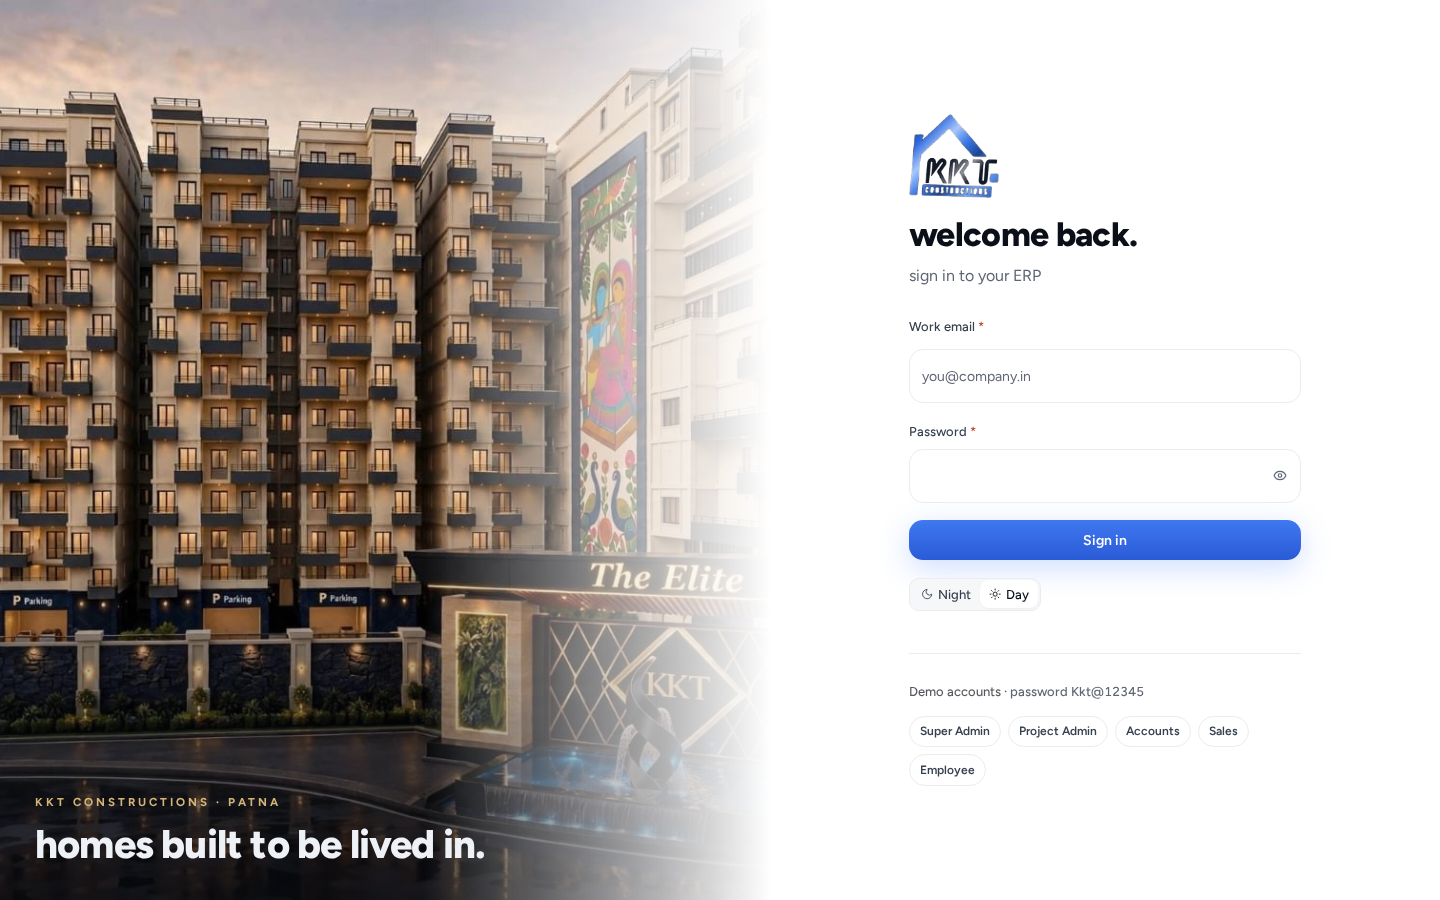 KKT
CONSTRUCTIONS
welcome back.
sign in to your ERP
Work email *
you@company.in
Password *
Sign in
Night
Day
Demo accounts · password Kkt@12345
Super Admin
Project Admin
Accounts
Sales
Employee
The Elite
P Parking
P Parking
P Parking
KKT
KKT CONSTRUCTIONS · PATNA
homes built to be lived in.